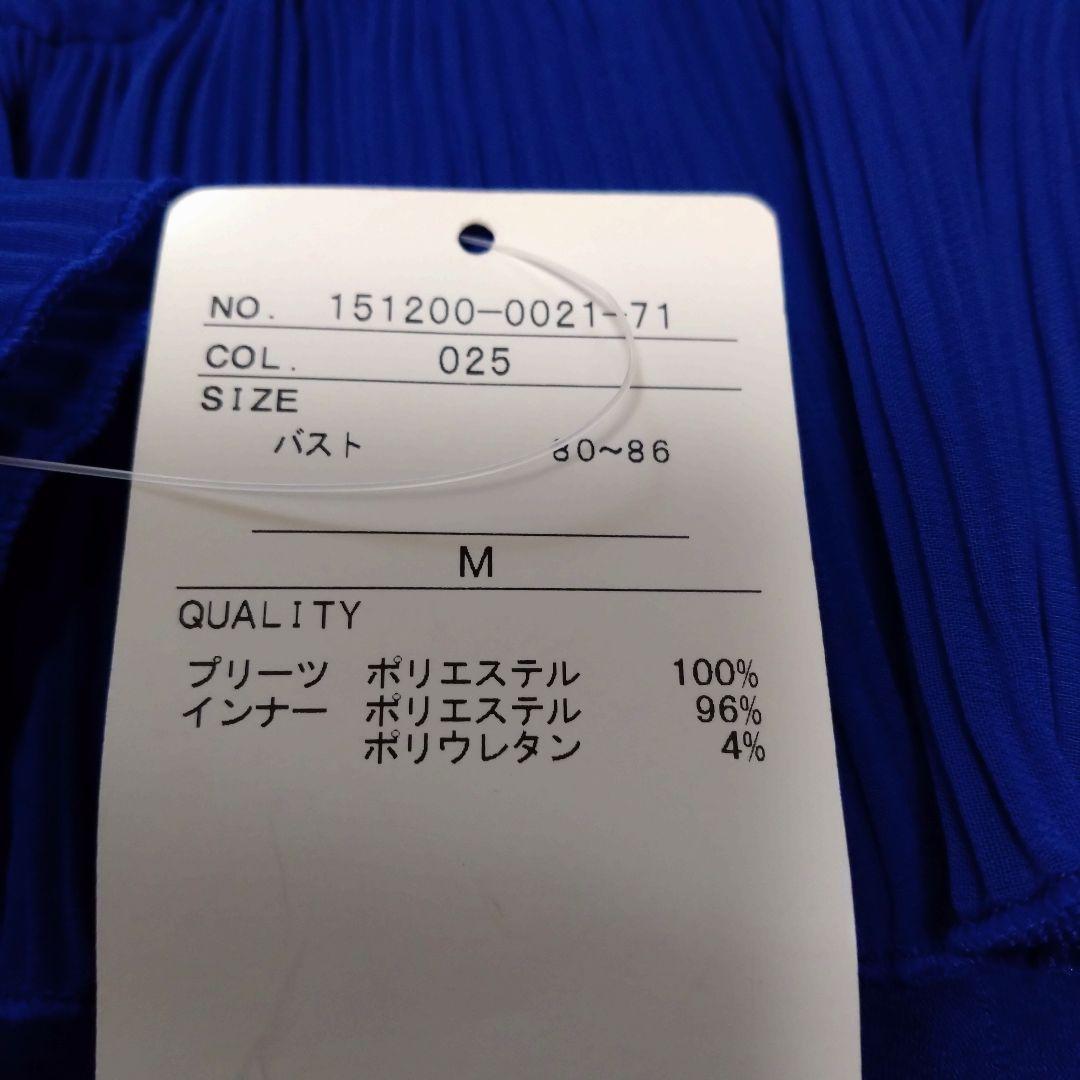 NO. 151200-0021-71
COL. 025
SIZE
バスト 80~86
M
QUALITY
プリーツ ポリエステル 100%
インナー ポリエステル 96%
ポリウレタン 4%